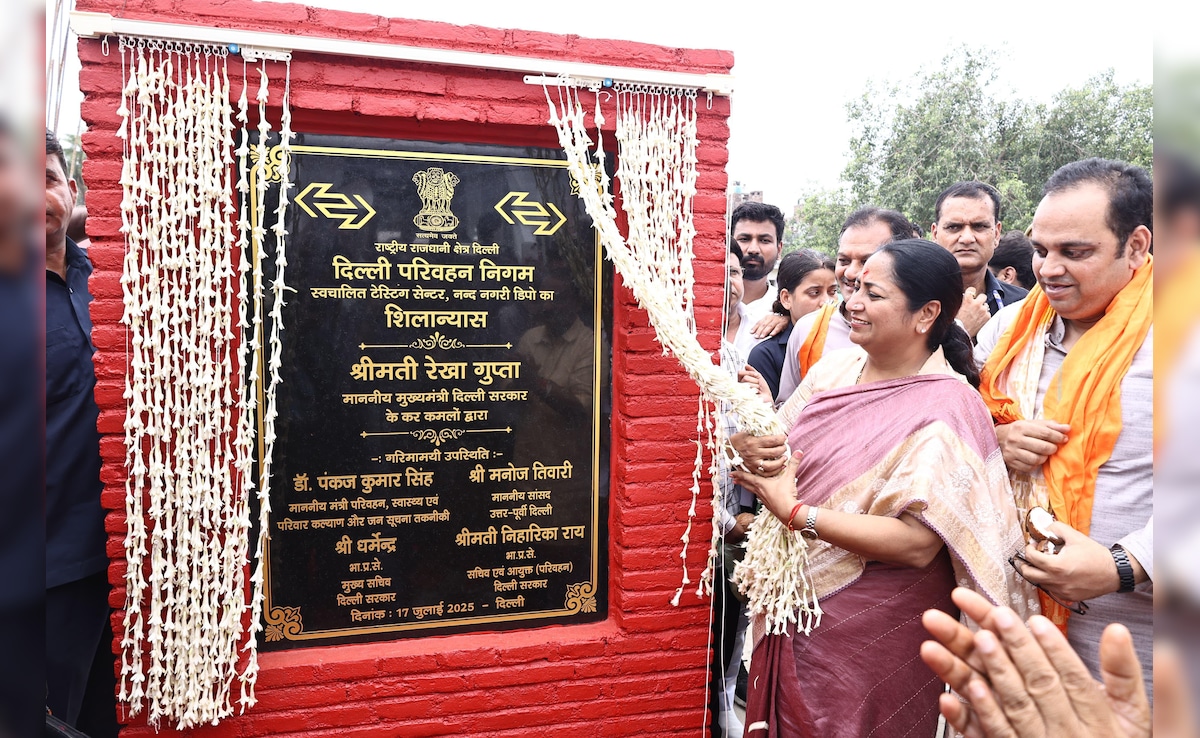 सत्यमेव जयते
राष्ट्रीय राजधानी क्षेत्र दिल्ली
दिल्ली परिवहन निगम
स्वचालित टेस्टिंग सेन्टर, नन्द नगरी डिपो का
शिलान्यास
श्रीमती रेखा गुप्ता
माननीय मुख्यमंत्री दिल्ली सरकार
के कर कमलों द्वारा
-: गरिमामयी उपस्थिति :-
डॉ. पंकज कुमार सिंह
माननीय मंत्री परिवहन, स्वास्थ्य एवं
परिवार कल्याण और जन सूचना तकनीकी
श्री मनोज तिवारी
माननीय सांसद
उत्तर-पूर्वी दिल्ली
श्री धर्मेन्द्र
भा.प्र.से.
मुख्य सचिव
दिल्ली सरकार
श्रीमती निहारिका राय
भा.प्र.से.
सचिव एवं आयुक्त (परिवहन)
दिल्ली सरकार
दिनांक : 17 जुलाई 2025 - दिल्ली